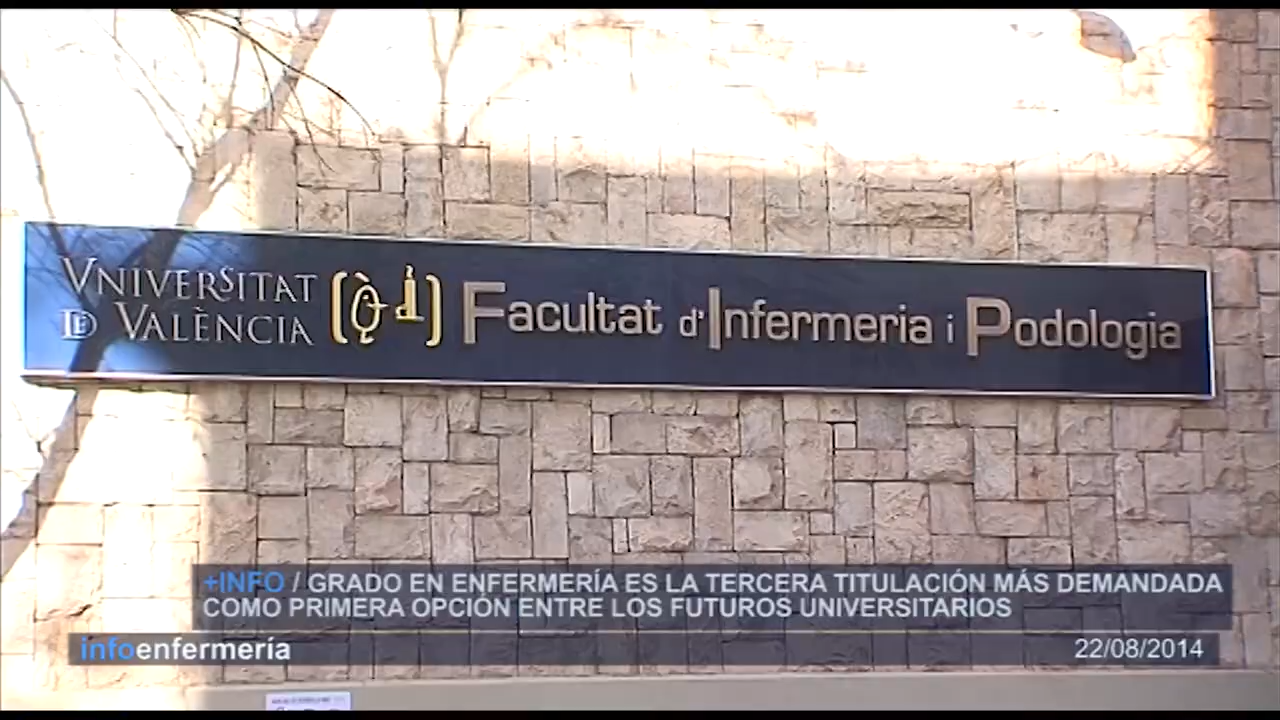 VNIVERSITAT
DE VALÈNCIA
Facultat d'Infermeria i Podologia
+INFO / GRADO EN ENFERMERÍA ES LA TERCERA TITULACIÓN MÁS DEMANDADA
COMO PRIMERA OPCIÓN ENTRE LOS FUTUROS UNIVERSITARIOS
infoenfermería
22/08/2014